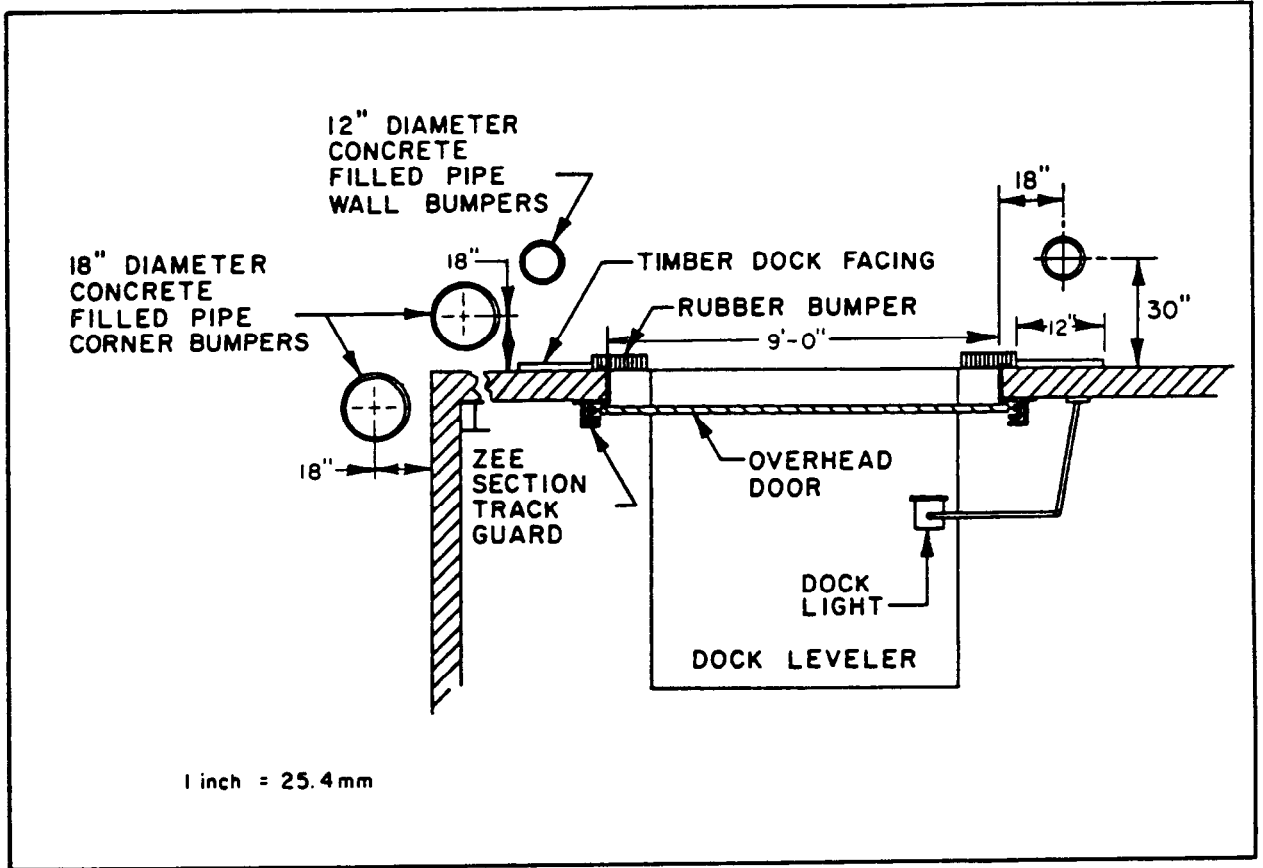 12" DIAMETER
CONCRETE
FILLED PIPE
WALL BUMPERS
18"
18" DIAMETER
CONCRETE
FILLED PIPE
CORNER BUMPERS
18"
TIMBER DOCK FACING
RUBBER BUMPER
9'-0"
12"
30"
18"
ZEE
SECTION
TRACK
GUARD
OVERHEAD
DOOR
DOCK
LIGHT
DOCK LEVELER
1 inch = 25.4mm